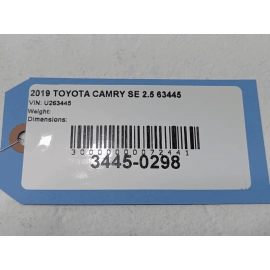 2019 TOYOTA CAMRY SE 2.5 63445
VIN: U263445
Weight:
Dimensions:
3000000072441
3445-0298